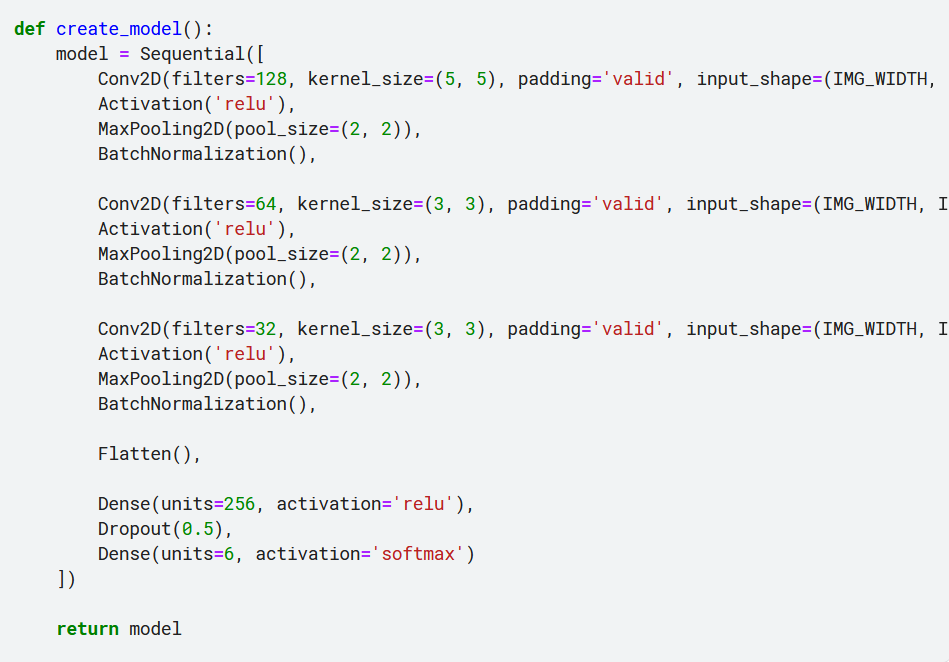 def create_model():
    model = Sequential([
        Conv2D(filters=128, kernel_size=(5, 5), padding='valid', input_shape=(IMG_WIDTH,
        Activation('relu'),
        MaxPooling2D(pool_size=(2, 2)),
        BatchNormalization(),

        Conv2D(filters=64, kernel_size=(3, 3), padding='valid', input_shape=(IMG_WIDTH, I
        Activation('relu'),
        MaxPooling2D(pool_size=(2, 2)),
        BatchNormalization(),

        Conv2D(filters=32, kernel_size=(3, 3), padding='valid', input_shape=(IMG_WIDTH, I
        Activation('relu'),
        MaxPooling2D(pool_size=(2, 2)),
        BatchNormalization(),

        Flatten(),

        Dense(units=256, activation='relu'),
        Dropout(0.5),
        Dense(units=6, activation='softmax')
    ])

    return model